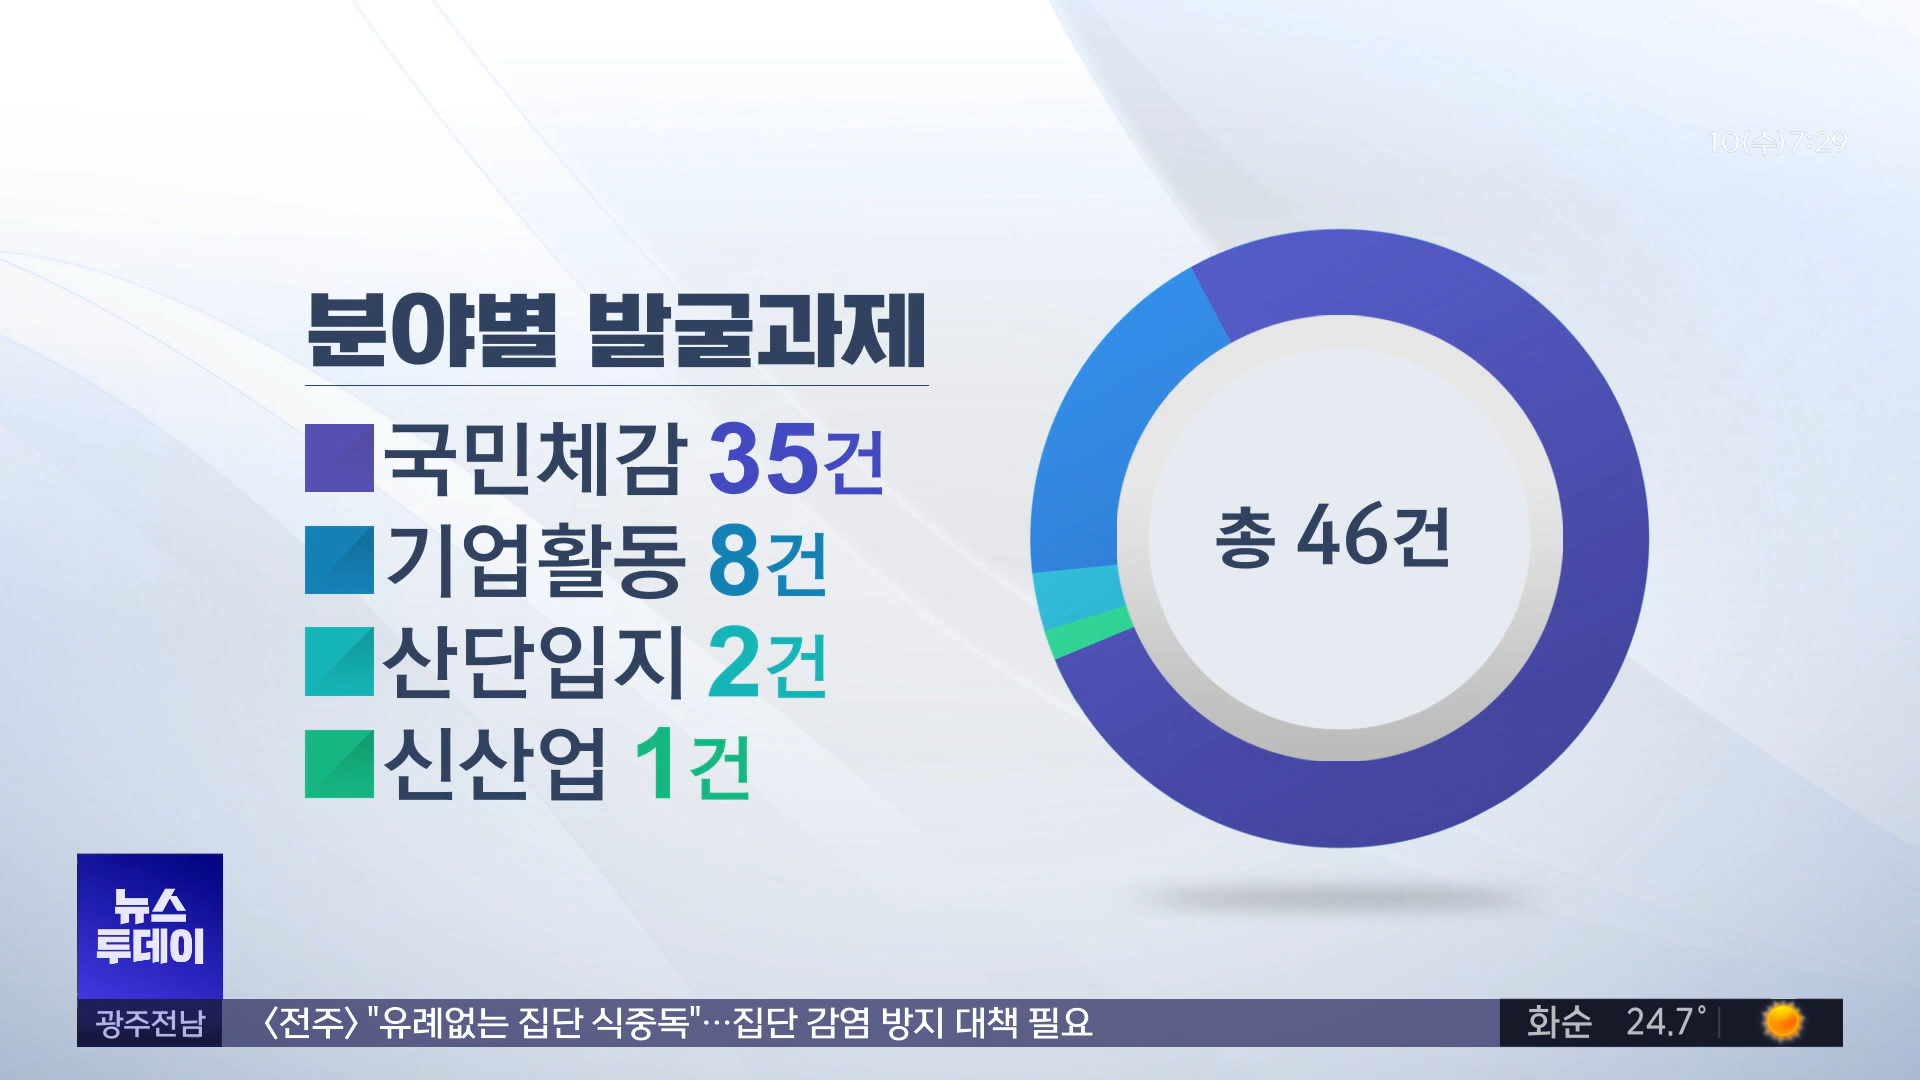 10(수)7:29
분야별 발굴과제
국민체감 35건
기업활동 8건
산단입지 2건
신산업 1건
총 46건
뉴스
투데이
광주전남 〈전주〉"유례없는 집단 식중독"…집단 감염 방지 대책 필요 화순 24.7°